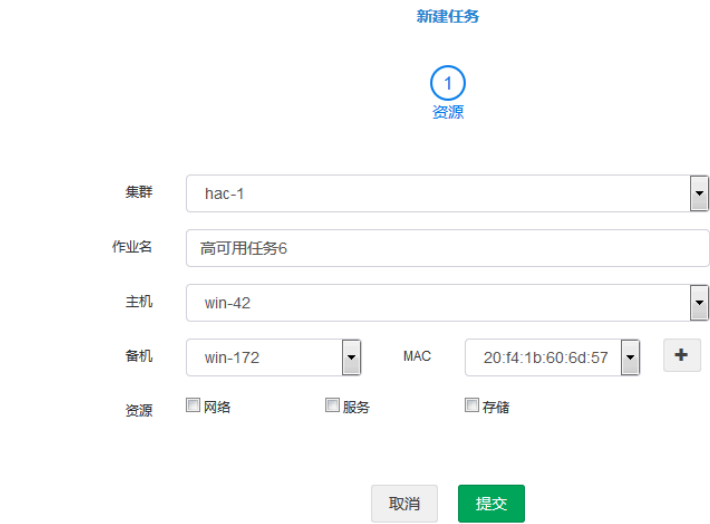 新建任务
1
资源
集群 hac-1
作业名 高可用任务6
主机 win-42
备机 win-172 MAC 20:f4:1b:60:6d:57 +
资源 网络 服务 存储
取消 提交